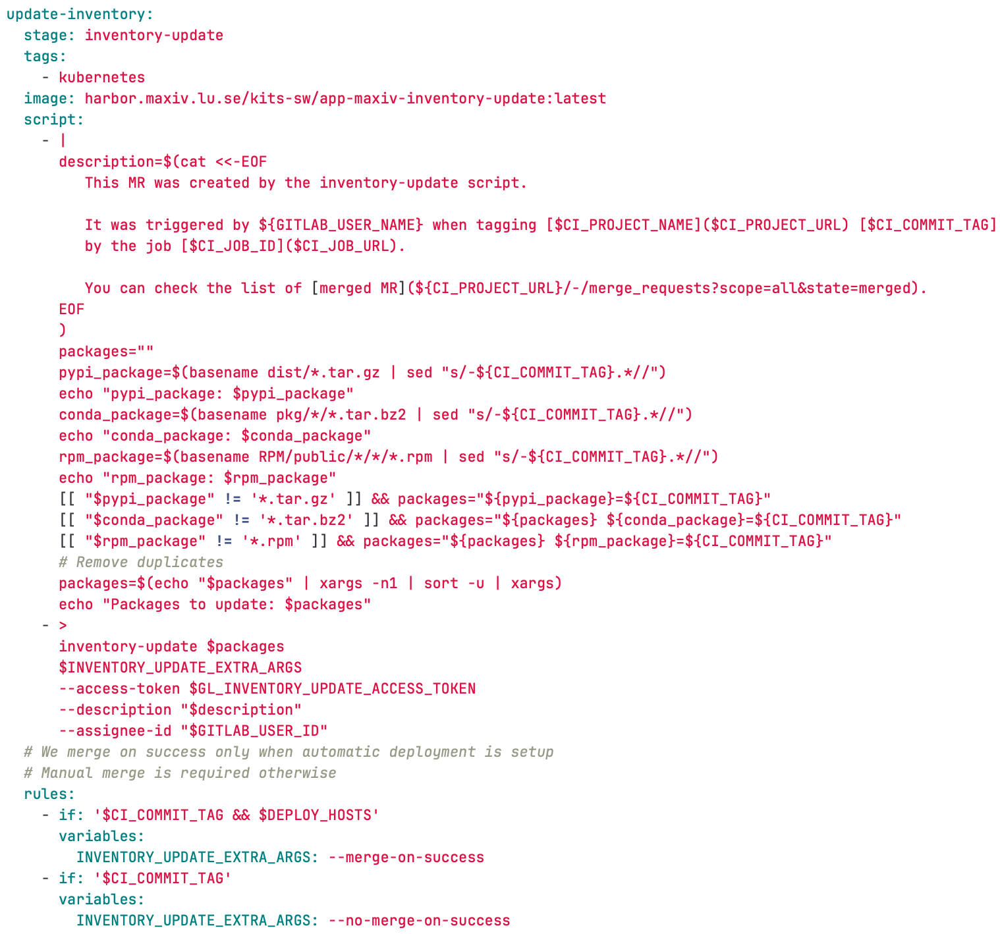 update-inventory:
  stage: inventory-update
  tags:
    - kubernetes
  image: harbor.maxiv.lu.se/kits-sw/app-maxiv-inventory-update:latest
  script:
    - |
      description=$(cat <<-EOF
         This MR was created by the inventory-update script.

         It was triggered by ${GITLAB_USER_NAME} when tagging [$CI_PROJECT_NAME]($CI_PROJECT_URL) [$CI_COMMIT_TAG]
         by the job [$CI_JOB_ID]($CI_JOB_URL).

         You can check the list of [merged MR](${CI_PROJECT_URL}/-/merge_requests?scope=all&state=merged).
      EOF
      )
      packages=""
      pypi_package=$(basename dist/*.tar.gz | sed "s/-${CI_COMMIT_TAG}.*//")
      echo "pypi_package: $pypi_package"
      conda_package=$(basename pkg/*/*.tar.bz2 | sed "s/-${CI_COMMIT_TAG}.*//")
      echo "conda_package: $conda_package"
      rpm_package=$(basename RPM/public/*/*/*.rpm | sed "s/-${CI_COMMIT_TAG}.*//")
      echo "rpm_package: $rpm_package"
      [[ "$pypi_package" != '*.tar.gz' ]] && packages="${pypi_package}=${CI_COMMIT_TAG}"
      [[ "$conda_package" != '*.tar.bz2' ]] && packages="${packages} ${conda_package}=${CI_COMMIT_TAG}"
      [[ "$rpm_package" != '*.rpm' ]] && packages="${packages} ${rpm_package}=${CI_COMMIT_TAG}"
      # Remove duplicates
      packages=$(echo "$packages" | xargs -n1 | sort -u | xargs)
      echo "Packages to update: $packages"
    - >
      inventory-update $packages
      $INVENTORY_UPDATE_EXTRA_ARGS
      --access-token $GL_INVENTORY_UPDATE_ACCESS_TOKEN
      --description "$description"
      --assignee-id "$GITLAB_USER_ID"
  # We merge on success only when automatic deployment is setup
  # Manual merge is required otherwise
  rules:
    - if: '$CI_COMMIT_TAG && $DEPLOY_HOSTS'
      variables:
        INVENTORY_UPDATE_EXTRA_ARGS: --merge-on-success
    - if: '$CI_COMMIT_TAG'
      variables:
        INVENTORY_UPDATE_EXTRA_ARGS: --no-merge-on-success